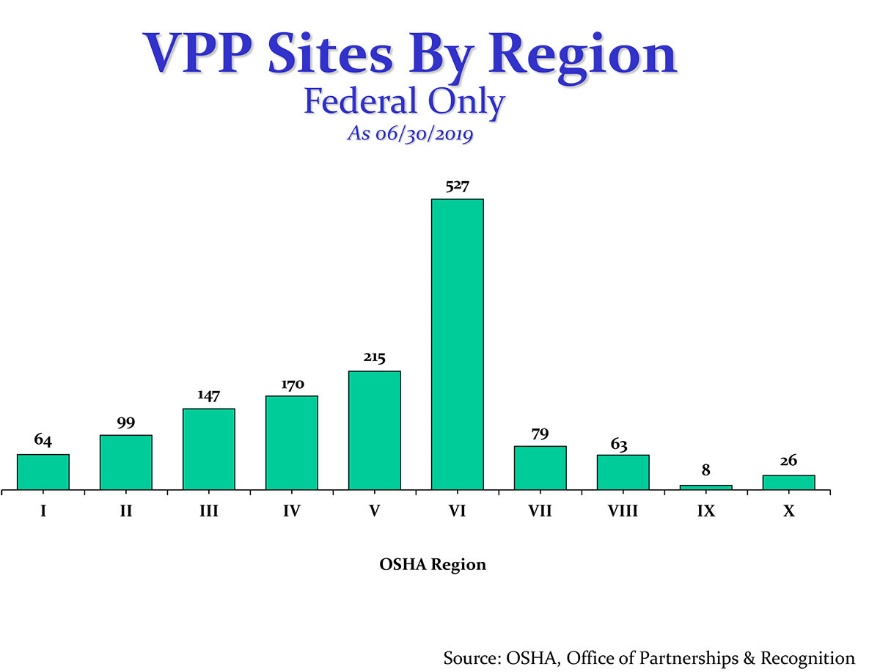 VPP Sites By Region
Federal Only
As 06/30/2019
527
215
170
147
99
64
79
63
8
26
I II III IV V VI VII VIII IX X
OSHA Region
Source: OSHA, Office of Partnerships & Recognition